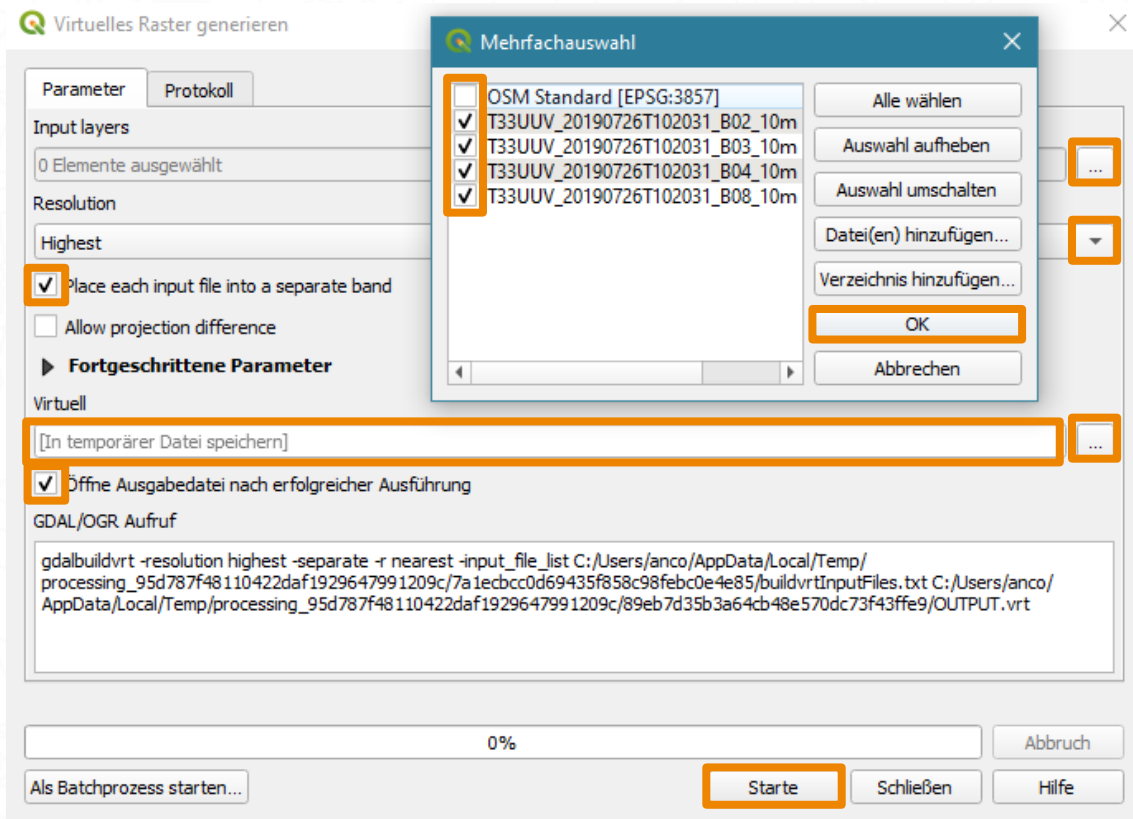 Virtuelles Raster generieren
Parameter
Protokoll
Input layers
0 Elemente ausgewählt
...
Resolution
Highest
Place each input file into a separate band
Allow projection difference
Fortgeschrittene Parameter
Virtuell
[In temporärer Datei speichern]
...
Öffne Ausgabedatei nach erfolgreicher Ausführung
GDAL/OGR Aufruf
gdalbuildvrt -resolution highest -separate -r nearest -input_file_list C:/Users/anco/AppData/Local/Temp/
processing_95d787f48110422daf1929647991209c/7a1ecbcc0d69435f858c98febc0e4e85/buildvrtInputFiles.txt C:/Users/anco/
AppData/Local/Temp/processing_95d787f48110422daf1929647991209c/89eb7d35b3a64cb48e570dc73f43ffe9/OUTPUT.vrt
0%
Abbruch
Als Batchprozess starten...
Starte
Schließen
Hilfe
Mehrfachauswahl
OSM Standard [EPSG:3857]
T33UUV_20190726T102031_B02_10m
T33UUV_20190726T102031_B03_10m
T33UUV_20190726T102031_B04_10m
T33UUV_20190726T102031_B08_10m
Alle wählen
Auswahl aufheben
Auswahl umschalten
Datei(en) hinzufügen...
Verzeichnis hinzufügen...
OK
Abbrechen